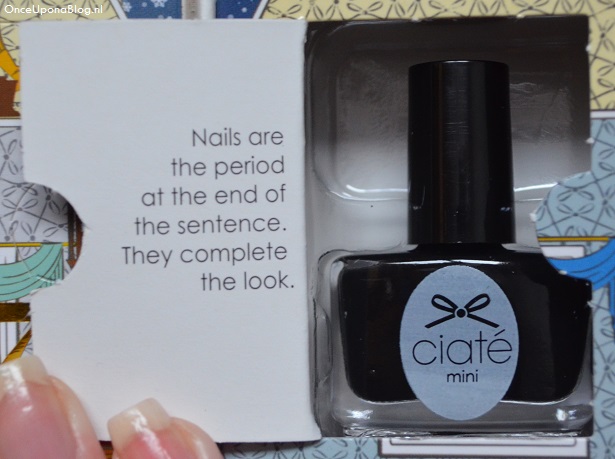 OnceUponaBlog.nl
Nails are
the period
at the end of
the sentence.
They complete
the look.
ciaté
mini